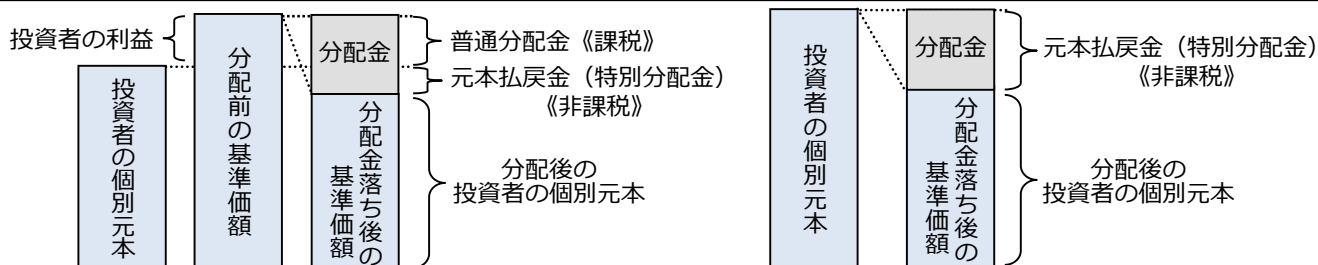 投資者の利益
投資者の個別元本
分配前の基準価額
分配金
分配金落ち後の
基準価額
普通分配金《課税》
元本払戻金（特別分配金）
《非課税》
分配後の
投資者の個別元本
投資者の個別元本
分配金
分配金落ち後の
基準価額
元本払戻金（特別分配金）
《非課税》
分配後の
投資者の個別元本